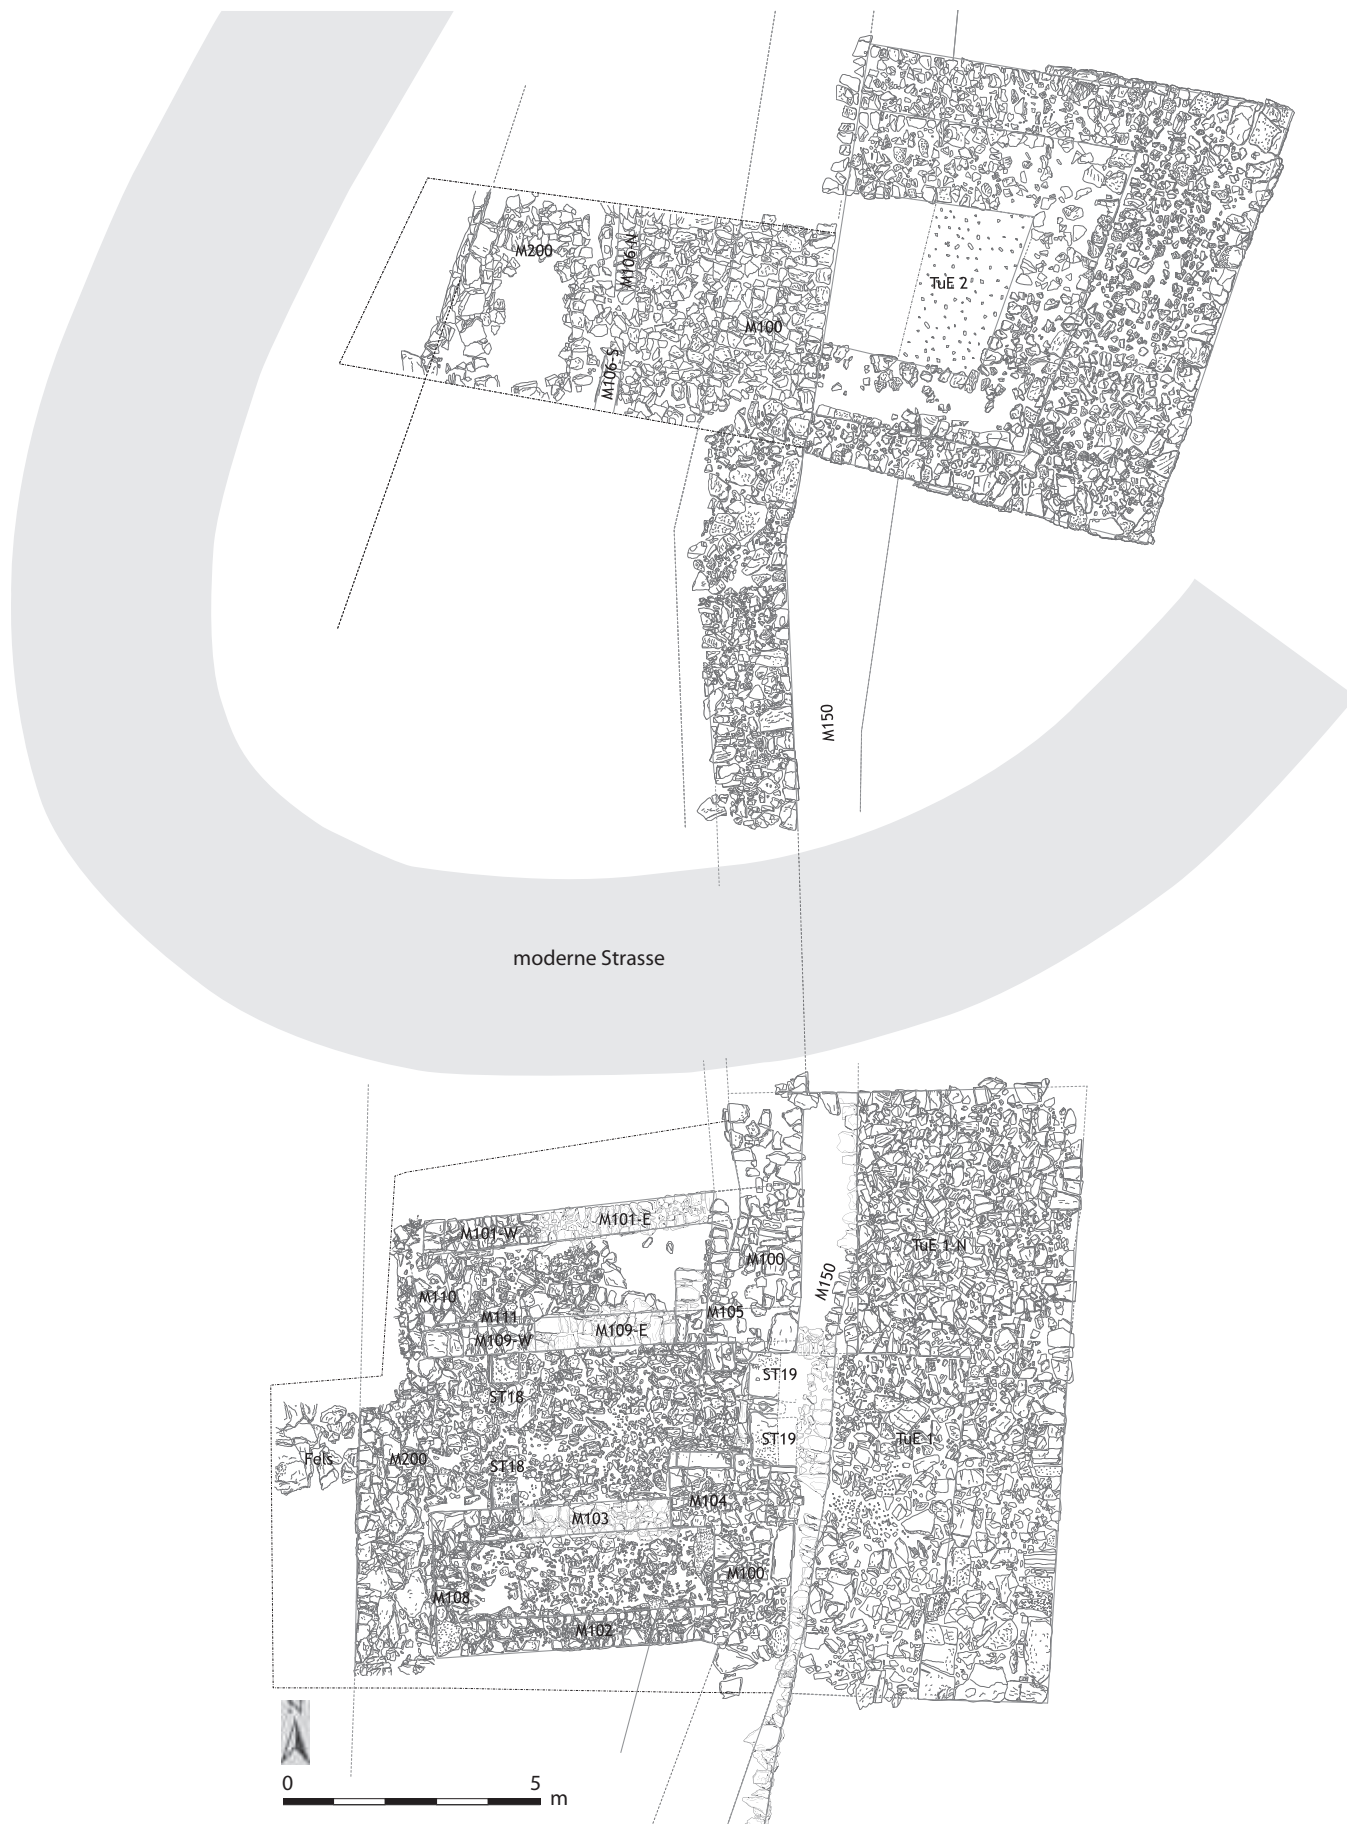 M200
M106-N
TuE 2
M100
M106-S
M150
moderne Strasse
M101-E
M101-W
TuE 1-N
M100
M150
M110
M105
M111
M109-E
M109-W
ST19
ST18
ST19
TuE 1
Fels
M200
ST18
M104
M103
M100
M108
M102
N
0 5
m